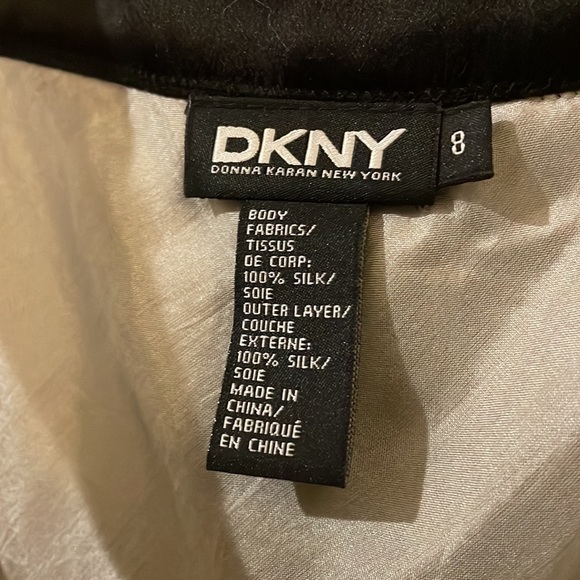 DKNY
DONNA KARAN NEW YORK
8
BODY
FABRICS/
TISSUS
DE CORP:
100% SILK/
SOIE
OUTER LAYER/
COUCHE
EXTERNE:
100% SILK/
SOIE
MADE IN
CHINA/
FABRIQUÉ
EN CHINE